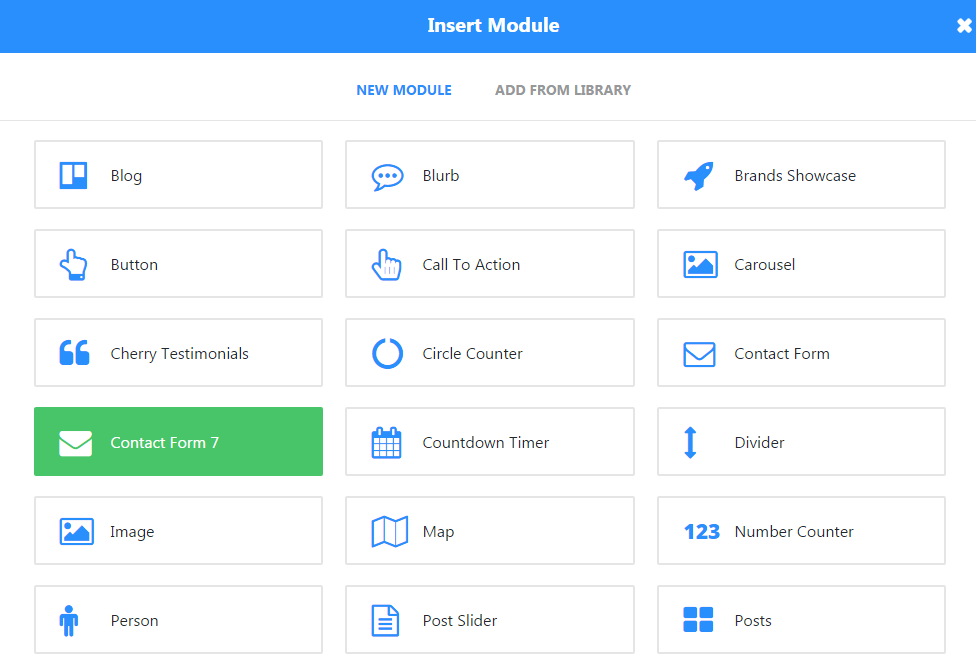 Insert Module
NEW MODULE ADD FROM LIBRARY
Blog Blurb Brands Showcase
Button Call To Action Carousel
Cherry Testimonials Circle Counter Contact Form
Contact Form 7 Countdown Timer Divider
Image Map 123 Number Counter
Person Post Slider Posts